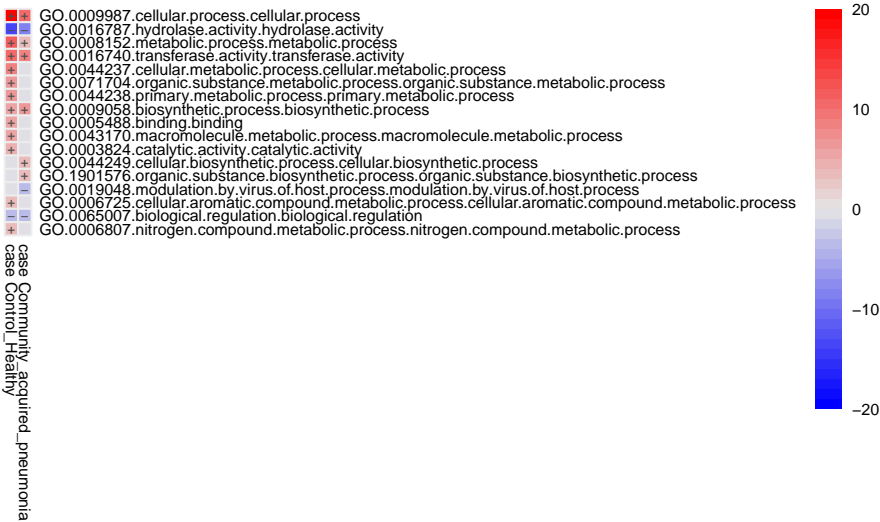 + + GO.0009987.cellular.process.cellular.process
− − GO.0016787.hydrolase.activity.hydrolase.activity
+ + GO.0008152.metabolic.process.metabolic.process
+ + GO.0016740.transferase.activity.transferase.activity
+ GO.0044237.cellular.metabolic.process.cellular.metabolic.process
+ GO.0071704.organic.substance.metabolic.process.organic.substance.metabolic.process
+ GO.0044238.primary.metabolic.process.primary.metabolic.process
+ + GO.0009058.biosynthetic.process.biosynthetic.process
+ GO.0005488.binding.binding
+ GO.0043170.macromolecule.metabolic.process.macromolecule.metabolic.process
+ GO.0003824.catalytic.activity.catalytic.activity
+ GO.0044249.cellular.biosynthetic.process.cellular.biosynthetic.process
+ GO.1901576.organic.substance.biosynthetic.process.organic.substance.biosynthetic.process
− GO.0019048.modulation.by.virus.of.host.process.modulation.by.virus.of.host.process
+ GO.0006725.cellular.aromatic.compound.metabolic.process.cellular.aromatic.compound.metabolic.process
− − GO.0065007.biological.regulation.biological.regulation
+ GO.0006807.nitrogen.compound.metabolic.process.nitrogen.compound.metabolic.process
case Control_Healthy
case Community_acquired_pneumonia
20
10
0
−10
−20